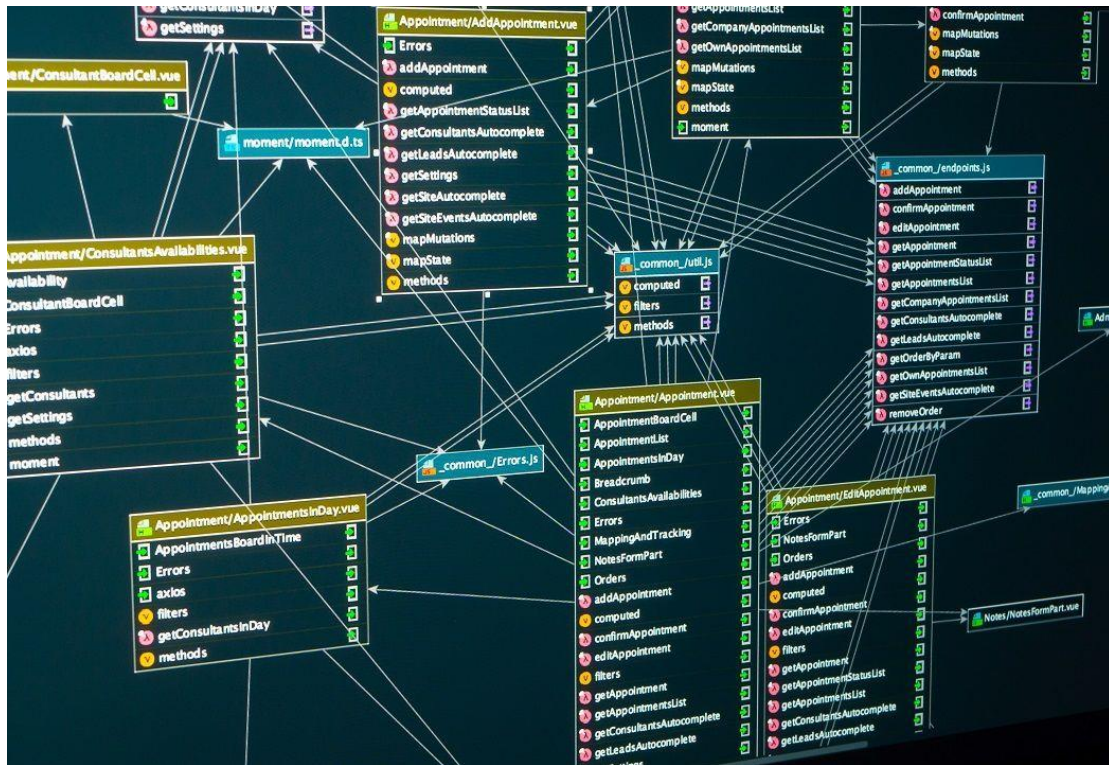 getConsultantsInDay
getSettings
ent/ConsultantBoardCell.vue
moment/moment.d.ts
Appointment/AddAppointment.vue
Errors
addAppointment
computed
getAppointmentStatusList
getConsultantsAutocomplete
getLeadsAutocomplete
getSettings
getSiteAutocomplete
getSiteEventsAutocomplete
mapMutations
mapState
methods
getAppointmentsList
getCompanyAppointmentsList
getOwnAppointmentsList
mapMutations
mapState
methods
moment
confirmAppointment
mapMutations
mapState
methods
_common_/endpoints.js
addAppointment
confirmAppointment
editAppointment
getAppointment
getAppointmentStatusList
getAppointmentsList
getCompanyAppointmentsList
getConsultantsAutocomplete
getLeadsAutocomplete
getOrderByParam
getOwnAppointmentsList
getSiteEventsAutocomplete
removeOrder
_common_/util.js
computed
filters
methods
Appointment/ConsultantsAvailabilities.vue
Availability
ConsultantBoardCell
Errors
axios
filters
getConsultants
getSettings
methods
moment
_common_/Errors.js
Appointment/AppointmentsInDay.vue
AppointmentsBoardInTime
Errors
axios
filters
getConsultantsInDay
methods
Appointment/Appointment.vue
AppointmentBoardCell
AppointmentList
AppointmentsInDay
Breadcrumb
ConsultantsAvailabilities
Errors
MappingAndTracking
NotesFormPart
Orders
addAppointment
computed
confirmAppointment
editAppointment
filters
getAppointment
getAppointmentsList
getConsultantsAutocomplete
getLeadsAutocomplete
Appointment/EditAppointment.vue
Errors
NotesFormPart
Orders
addAppointment
computed
confirmAppointment
editAppointment
filters
getAppointment
getAppointmentStatusList
getAppointmentsList
getConsultantsAutocomplete
getLeadsAutocomplete
Adm
_common_/Mapping
Notes/NotesFormPart.vue